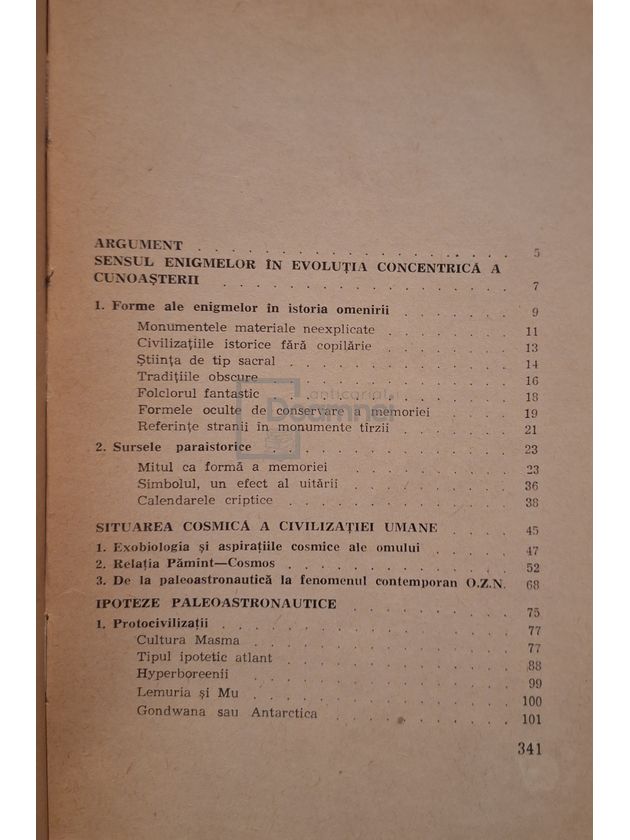 ARGUMENT . . . . . . . . . . . . . . . . . . . . . . 5
SENSUL ENIGMELOR ÎN EVOLUȚIA CONCENTRICĂ A
CUNOAȘTERII . . . . . . . . . . . . . . . . . . . . 7
1. Forme ale enigmelor în istoria omenirii . . . . . . . . 9
Monumentele materiale neexplicate . . . . . . . . . 11
Civilizațiile istorice fără copilărie . . . . . . . . . 13
Știința de tip sacral . . . . . . . . . . . . . . . 14
Tradițiile obscure . . . . . . . . . . . . . . . . 16
Folclorul fantastic . . . . . . . . . . . . . . . . 18
Formele oculte de conservare a memoriei . . . . . . 19
Referințe stranii în monumente tîrzii . . . . . . . . 21
2. Sursele paraistorice . . . . . . . . . . . . . . . . 23
Mitul ca formă a memoriei . . . . . . . . . . . . 23
Simbolul, un efect al uitării . . . . . . . . . . . . 36
Calendarele criptice . . . . . . . . . . . . . . . 38
SITUAREA COSMICĂ A CIVILIZAȚIEI UMANE . . . . . 45
1. Exobiologia și aspirațiile cosmice ale omului . . . . . . 47
2. Relația Pămînt—Cosmos . . . . . . . . . . . . . . 52
3. De la paleoastronautică la fenomenul contemporan O.Z.N. 68
IPOTEZE PALEOASTRONAUTICE . . . . . . . . . . . . 75
1. Protocivilizații . . . . . . . . . . . . . . . . . . . 77
Cultura Masma . . . . . . . . . . . . . . . . . . 77
Tipul ipotetic atlant . . . . . . . . . . . . . . . 88
Hyperboreenii . . . . . . . . . . . . . . . . . . 99
Lemuria și Mu . . . . . . . . . . . . . . . . . . 100
Gondwana sau Antarctica . . . . . . . . . . . . . 101
341
anticariat
Doamnei